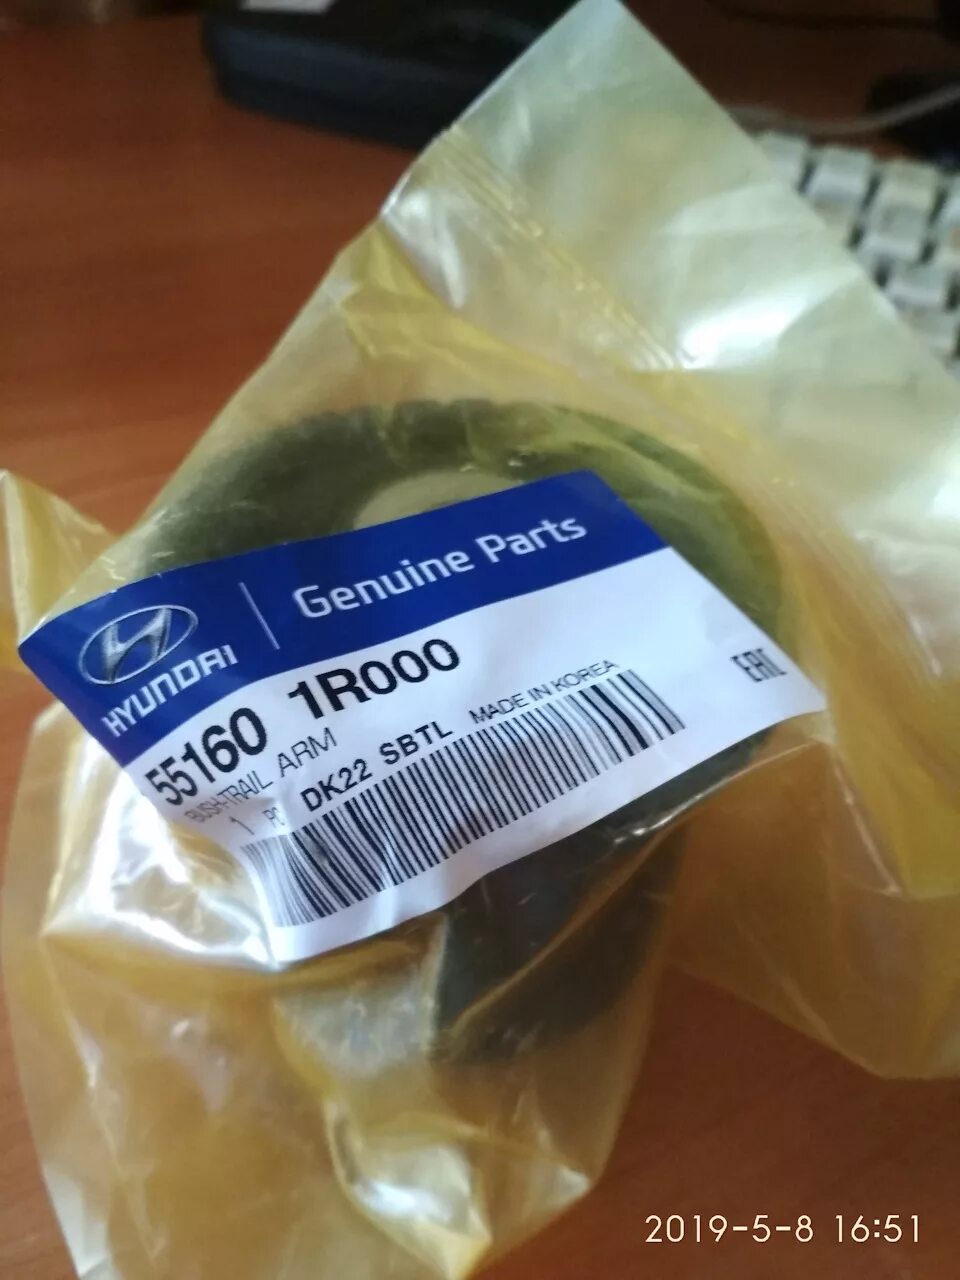 HYUNDAI
Genuine Parts
55160 1R000
BUSH-TRAIL ARM
1
DK22 SBTL
MADE IN KOREA
EAC
2019-5-8 16:51